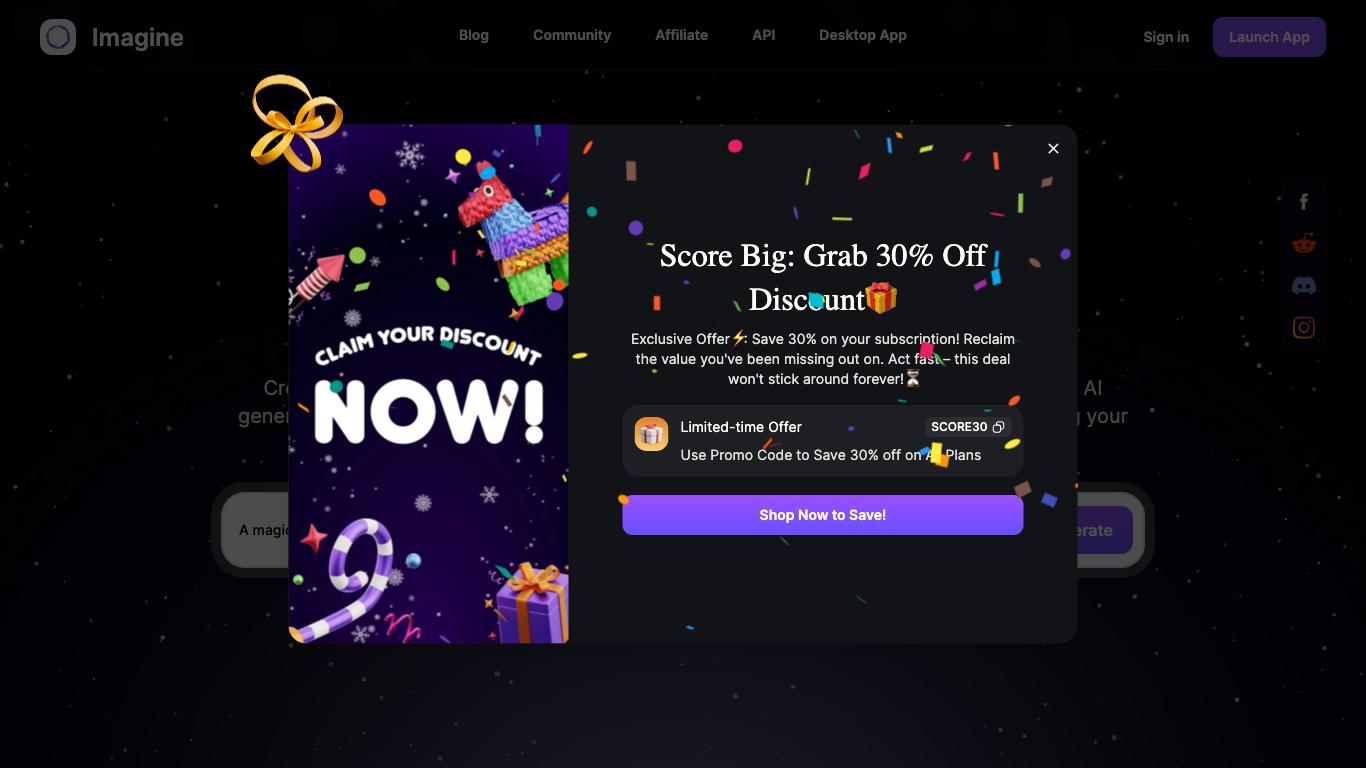 Imagine
Blog
Community
Affiliate
API
Desktop App
Sign in
Launch App
CLAIM YOUR DISCOUNT
NOW!
Score Big: Grab 30% Off
Discount🎁
Exclusive Offer⚡: Save 30% on your subscription! Reclaim
the value you've been missing out on. Act fast – this deal
won't stick around forever!⏳
Limited-time Offer
SCORE30
Use Promo Code to Save 30% off on All Plans
Shop Now to Save!
AI
your
A magic